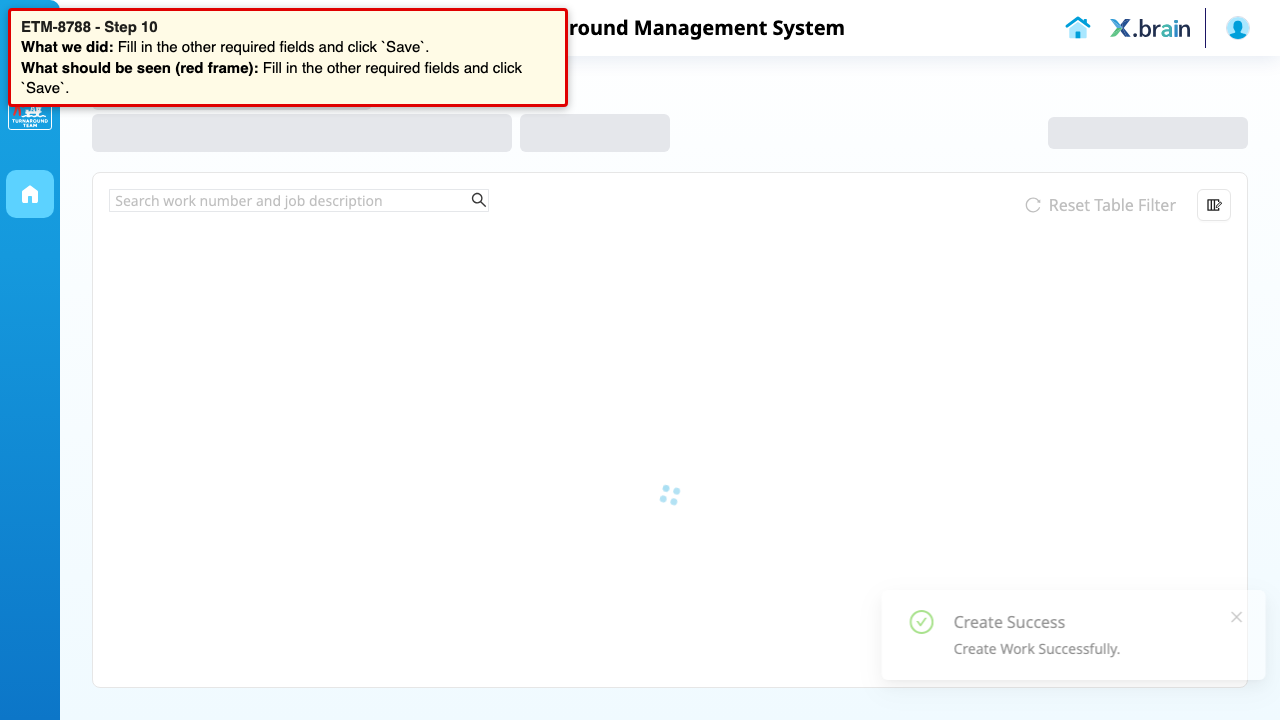 ETM-8788 - Step 10
What we did: Fill in the other required fields and click `Save`.
What should be seen (red frame): Fill in the other required fields and click
`Save`.
round Management System
X.brain
TURNAROUND
TEAM
Search work number and job description
Reset Table Filter
Create Success
Create Work Successfully.